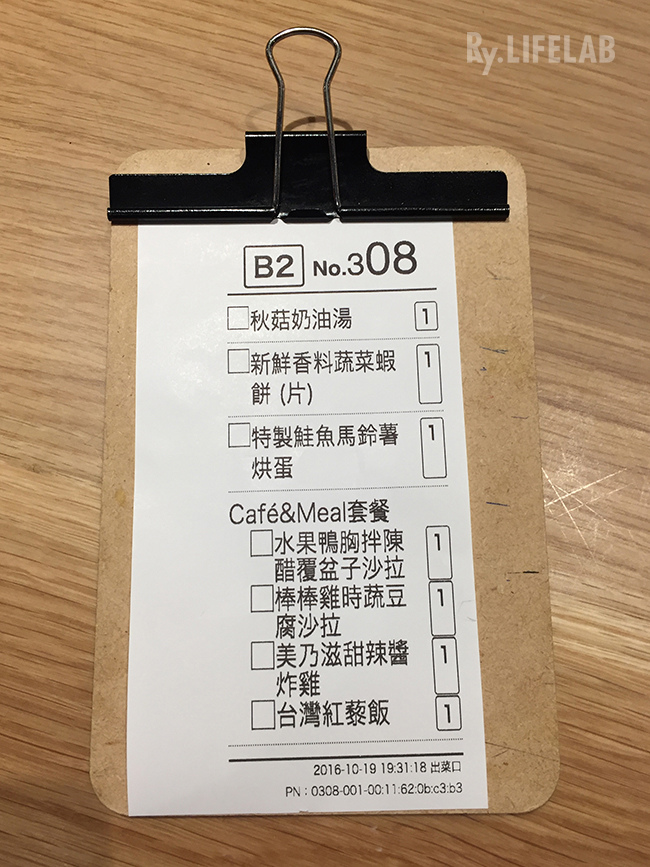 Ry.LIFELAB
B2 No.308
秋菇奶油湯 1
新鮮香料蔬菜蝦 1
餅 (片)
特製鮭魚馬鈴薯 1
烘蛋
Café&Meal套餐
水果鴨胸拌陳 1
醋覆盆子沙拉
棒棒雞時蔬豆 1
腐沙拉
美乃滋甜辣醬 1
炸雞
台灣紅藜飯 1
2016-10-19 19:31:18 出菜口
PN : 0308-001-00:11:62:0b:c3:b3